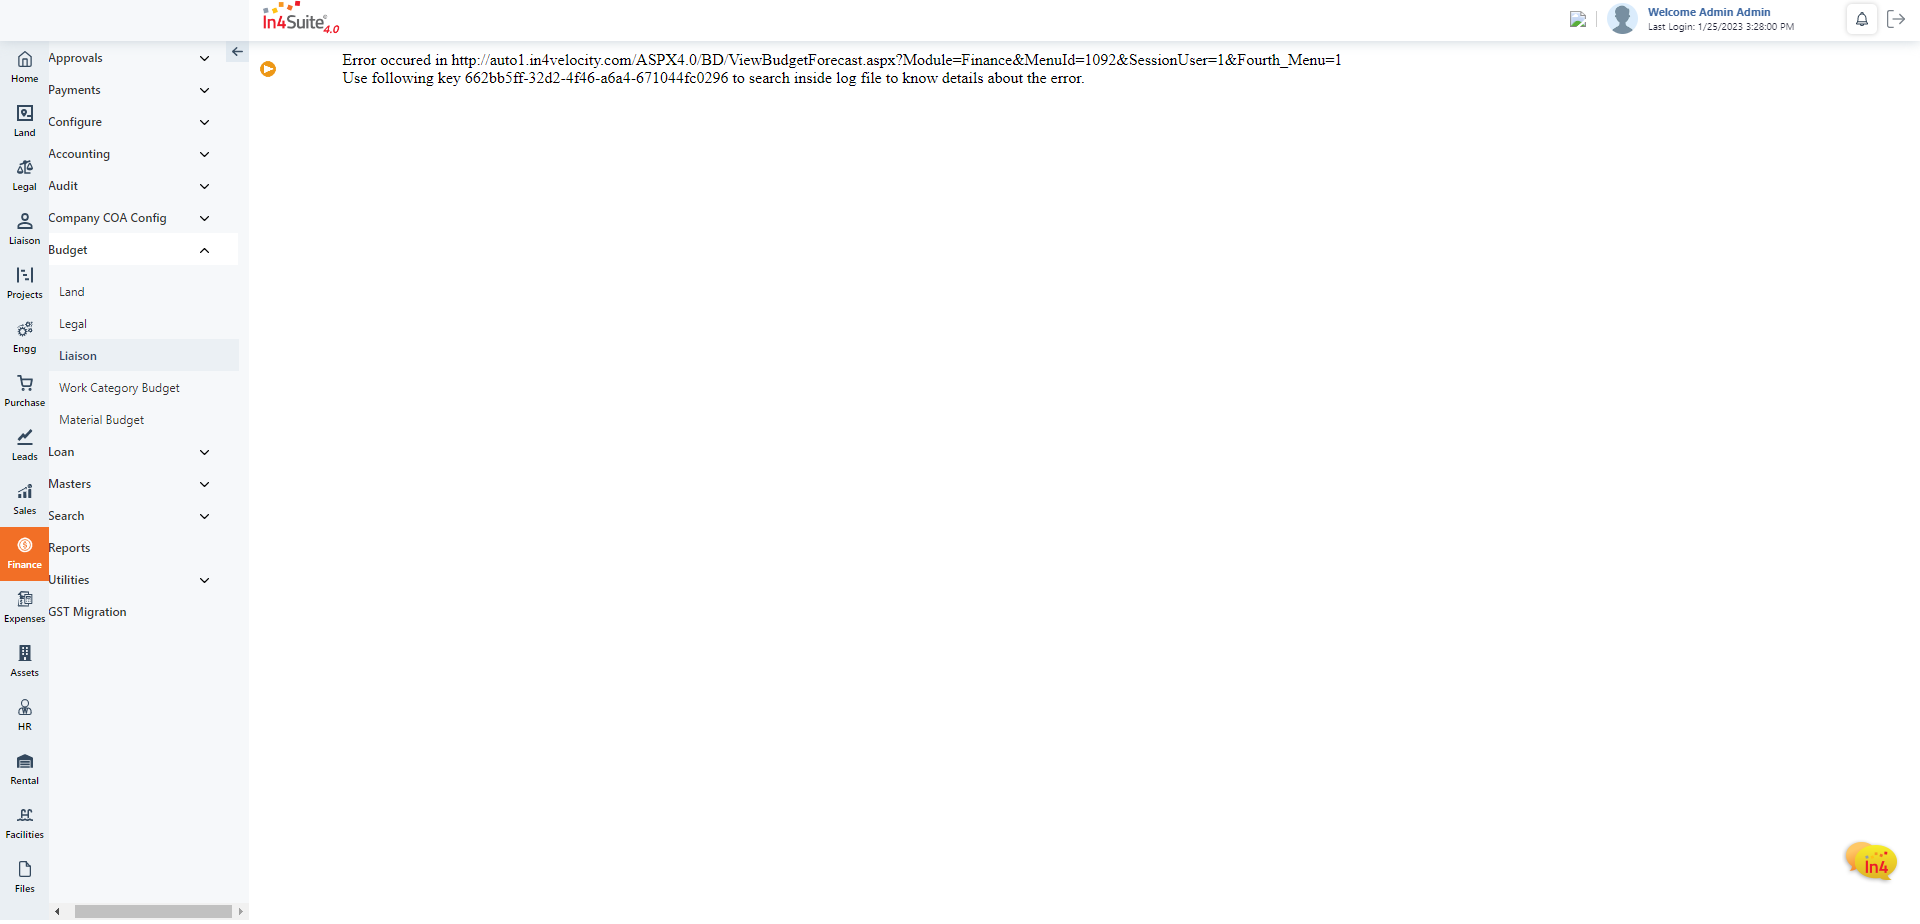 In4Suite 4.0
Welcome Admin Admin
Last Login: 1/25/2023 3:28:00 PM
Home
Land
Legal
Liaison
Projects
Engg
Purchase
Leads
Sales
Finance
Expenses
Assets
HR
Rental
Facilities
Files
Approvals
Payments
Configure
Accounting
Audit
Company COA Config
Budget
Land
Legal
Liaison
Work Category Budget
Material Budget
Loan
Masters
Search
Reports
Utilities
GST Migration
Error occured in http://auto1.in4velocity.com/ASPX4.0/BD/ViewBudgetForecast.aspx?Module=Finance&MenuId=1092&SessionUser=1&Fourth_Menu=1
Use following key 662bb5ff-32d2-4f46-a6a4-671044fc0296 to search inside log file to know details about the error.
in4